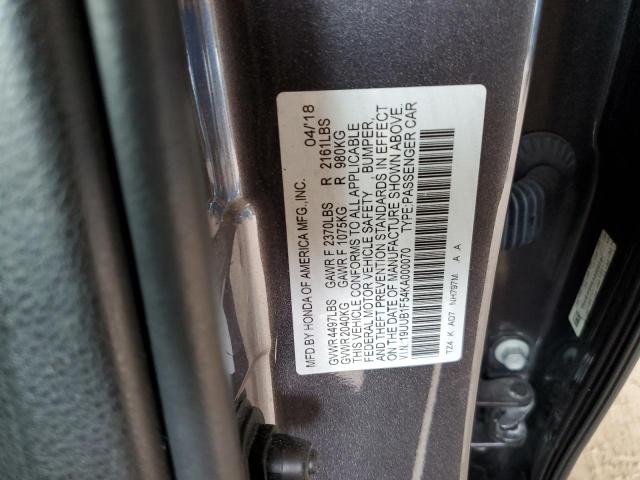 MFD.BY HONDA OF AMERICA MFG.,INC. 04/18
GVWR 4497LBS GAWR F 2370LBS R 2161LBS
GVWR 2040KG GAWR F 1075KG R 980KG
THIS VEHICLE CONFORMS TO ALL APPLICABLE
FEDERAL MOTOR VEHICLE SAFETY, BUMPER,
AND THEFT PREVENTION STANDARDS IN EFFECT
ON THE DATE OF MANUFACTURE SHOWN ABOVE.
V.I.N.:19UUB1F54KA000070 TYPE:PASSENGER CAR
TZ4 K AD7 NH797M A A